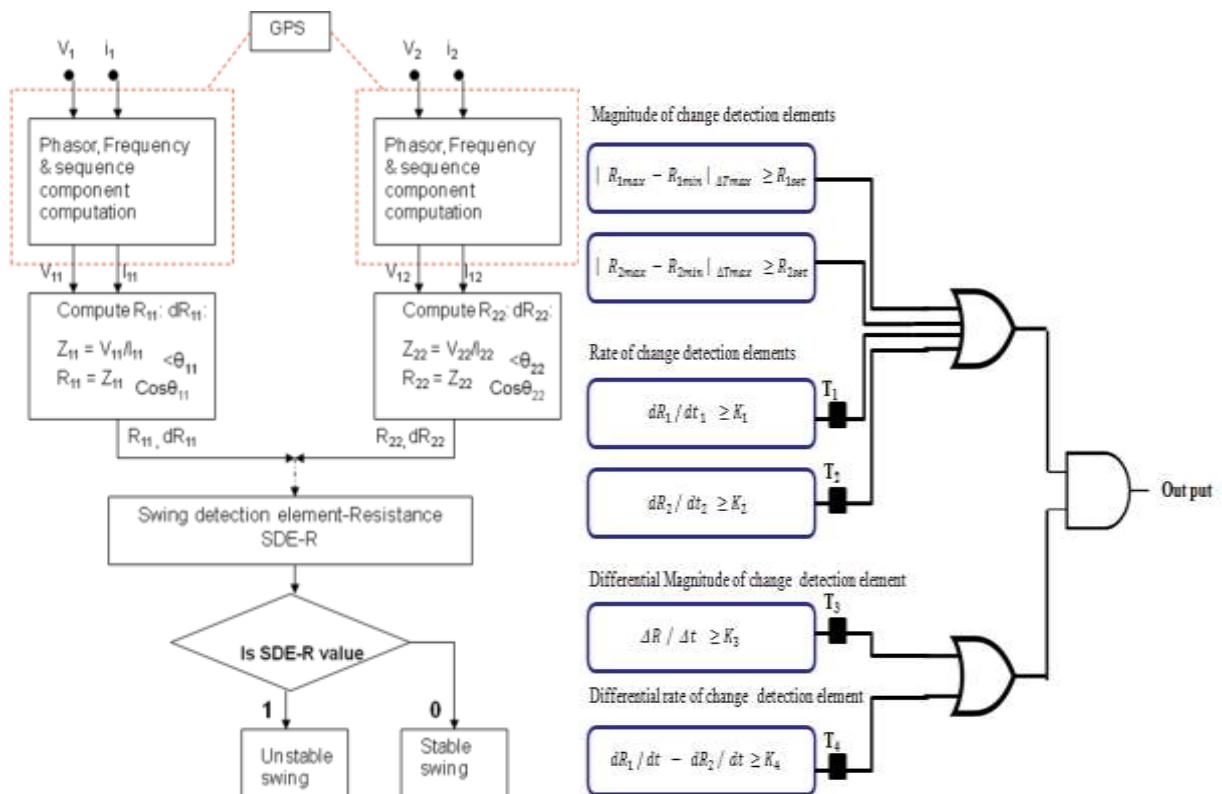 GPS
V₁ i₁
V₂ i₂
Phasor, Frequency
& sequence
component
computation
Phasor, Frequency
& sequence
component
computation
V₁₁ I₁₁
V₁₂ I₁₂
Compute R₁₁: dR₁₁:
Z₁₁ = V₁₁/I₁₁ <θ₁₁
R₁₁ = Z₁₁ Cosθ₁₁
Compute R₂₂: dR₂₂:
Z₂₂ = V₂₂/I₂₂ <θ₂₂
R₂₂ = Z₂₂ Cosθ₂₂
R₁₁, dR₁₁
R₂₂, dR₂₂
Swing detection element-Resistance
SDE-R
Is SDE-R value
1
0
Unstable
swing
Stable
swing
Magnitude of change detection elements
| R₁ₘₐₓ − R₁ₘᵢₙ| ΔTmax ≥ R₁ₛₑₜ
| R₂ₘₐₓ − R₂ₘᵢₙ| ΔTmax ≥ R₂ₛₑₜ
Rate of change detection elements
dR₁ / dt₁ ≥ K₁
T₁
dR₂ / dt₂ ≥ K₂
T₂
Differential Magnitude of change detection element
ΔR / Δt ≥ K₃
T₃
Differential rate of change detection element
dR₁ / dt − dR₂ / dt ≥ K₄
T₄
Out put